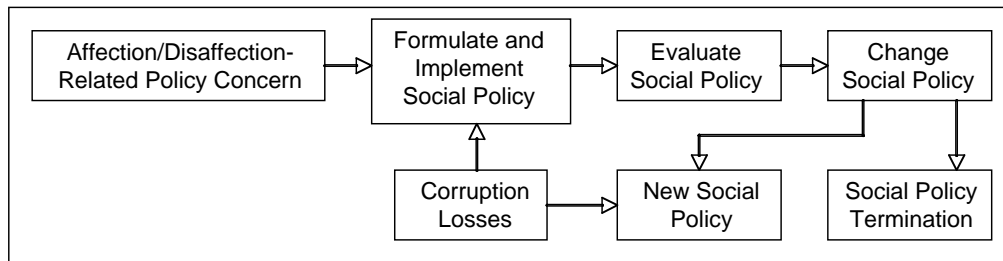 Affection/Disaffection-
Related Policy Concern
Formulate and
Implement
Social Policy
Evaluate
Social Policy
Change
Social Policy
Corruption
Losses
New Social
Policy
Social Policy
Termination